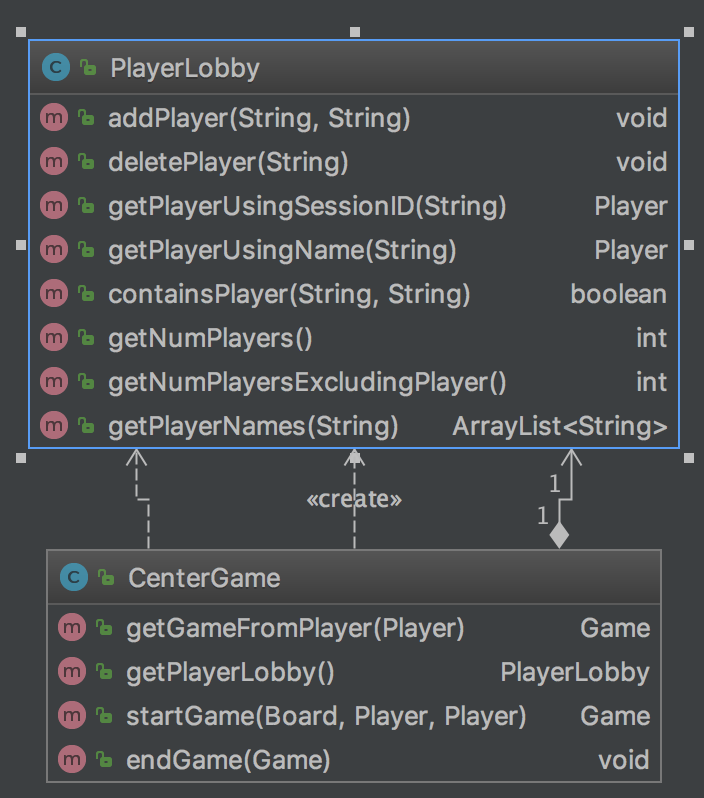 C PlayerLobby
m addPlayer(String, String) void
m deletePlayer(String) void
m getPlayerUsingSessionID(String) Player
m getPlayerUsingName(String) Player
m containsPlayer(String, String) boolean
m getNumPlayers() int
m getNumPlayersExcludingPlayer() int
m getPlayerNames(String) ArrayList<String>
1
«create»
1
C CenterGame
m getGameFromPlayer(Player) Game
m getPlayerLobby() PlayerLobby
m startGame(Board, Player, Player) Game
m endGame(Game) void